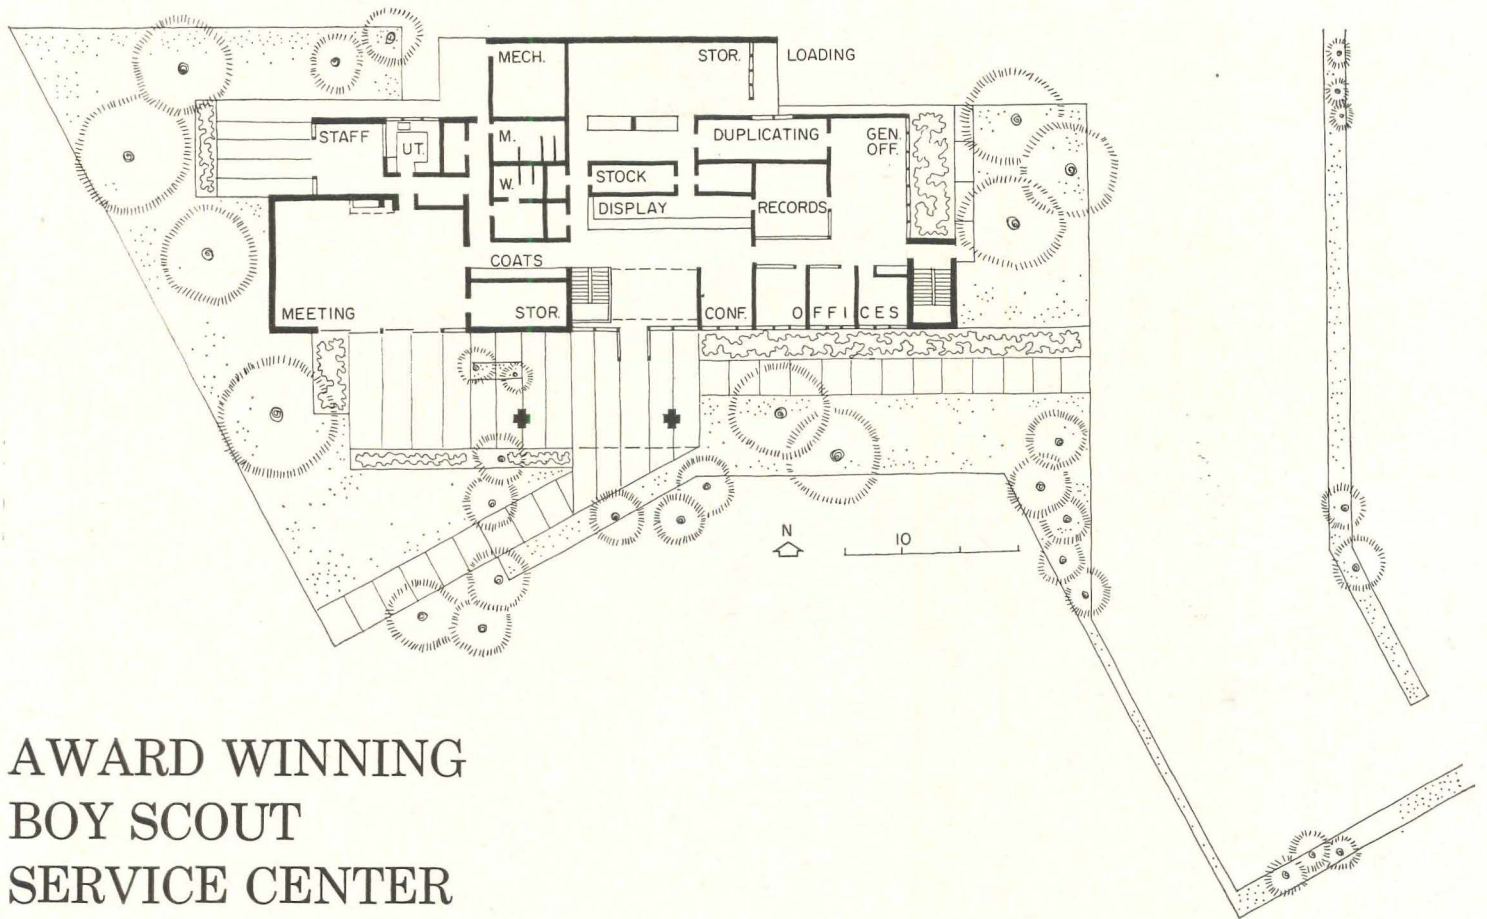 MECH.
STOR.
LOADING
STAFF
UT.
M.
DUPLICATING
GEN.
OFF.
W.
STOCK
DISPLAY
RECORDS
COATS
MEETING
STOR.
CONF.
OFFICES
N
10
AWARD WINNING
BOY SCOUT
SERVICE CENTER